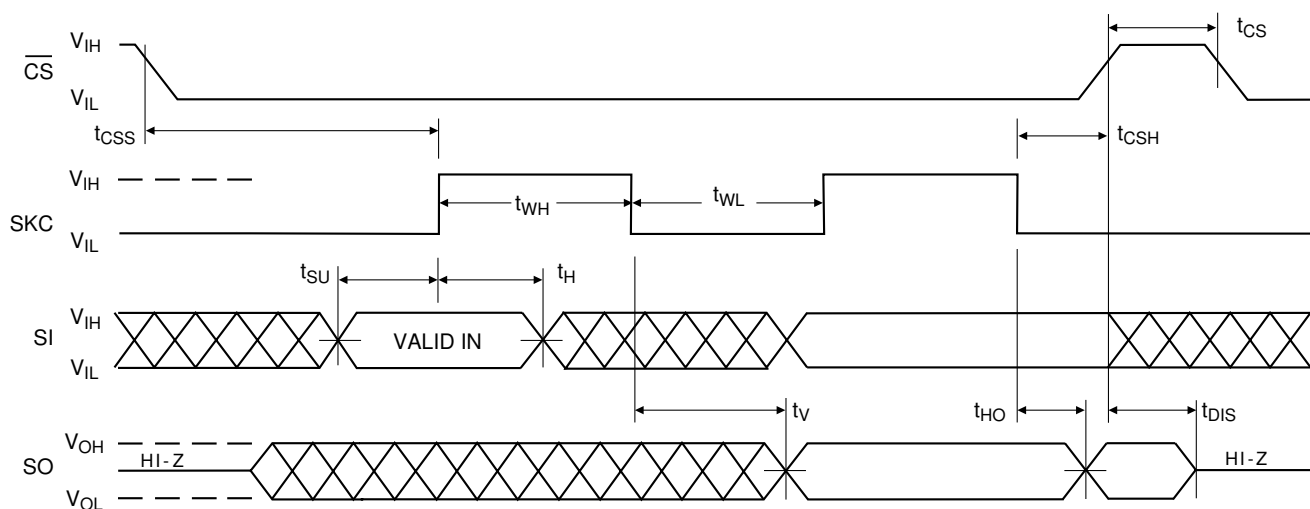 V_IH
CS
V_IL
t_CS
t_CSS
t_CSH
V_IH
SKC
V_IL
t_WH
t_WL
t_SU
t_H
V_IH
SI
V_IL
VALID IN
t_V
t_HO
t_DIS
V_OH
SO
V_OL
HI-Z
HI-Z